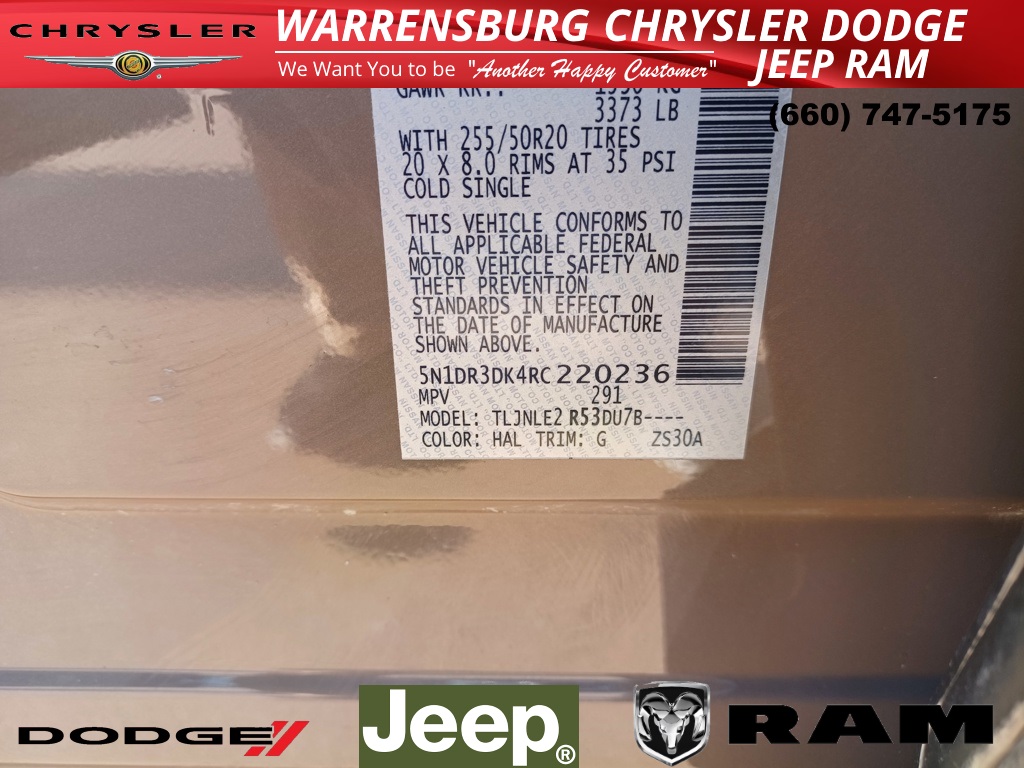 CHRYSLER
WARRENSBURG CHRYSLER DODGE
JEEP RAM
We Want You to be "Another Happy Customer"
(660) 747-5175
3373 LB
WITH 255/50R20 TIRES
20 X 8.0 RIMS AT 35 PSI
COLD SINGLE
THIS VEHICLE CONFORMS TO
ALL APPLICABLE FEDERAL
MOTOR VEHICLE SAFETY AND
THEFT PREVENTION
STANDARDS IN EFFECT ON
THE DATE OF MANUFACTURE
SHOWN ABOVE.
5N1DR3DK4RC220236
MPV 291
MODEL: TLJNLE2 R53DU7B----
COLOR: HAL TRIM: G ZS30A
DODGE
Jeep®
RAM